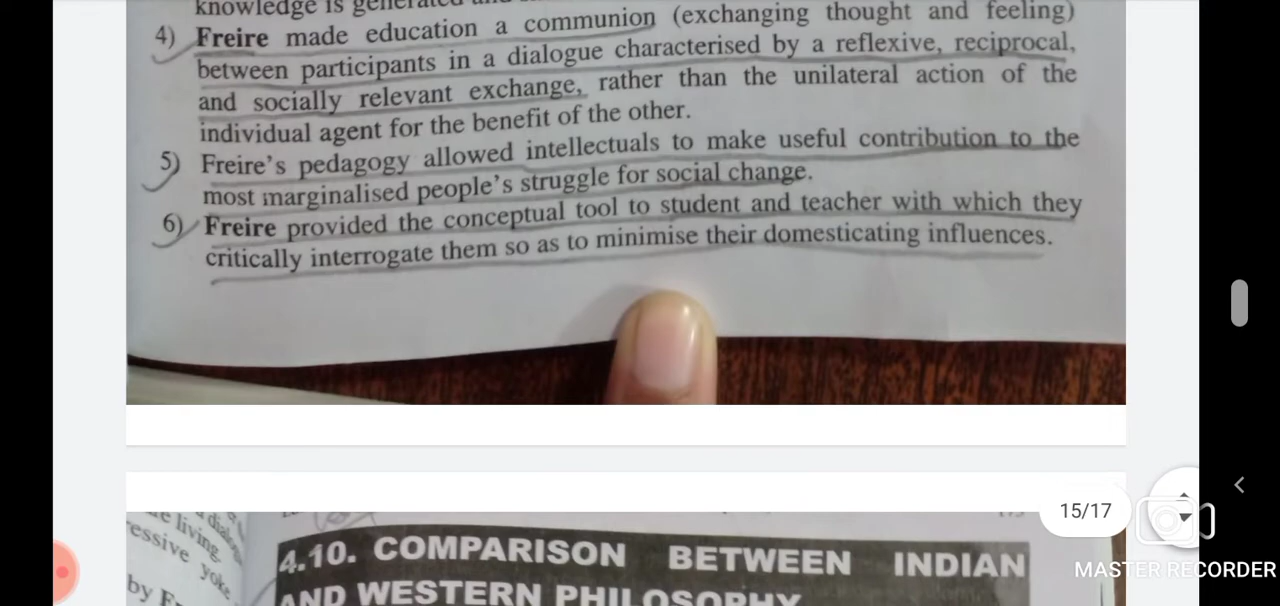 knowledge is generated
4) Freire made education a communion (exchanging thought and feeling)
between participants in a dialogue characterised by a reflexive, reciprocal,
and socially relevant exchange, rather than the unilateral action of the
individual agent for the benefit of the other.
5) Freire's pedagogy allowed intellectuals to make useful contribution to the
most marginalised people's struggle for social change.
6) Freire provided the conceptual tool to student and teacher with which they
critically interrogate them so as to minimise their domesticating influences.
15/17
MASTER RECORDER
living
yoke
by
4.10. COMPARISON BETWEEN INDIAN
AND WESTERN PHILOSOPHY